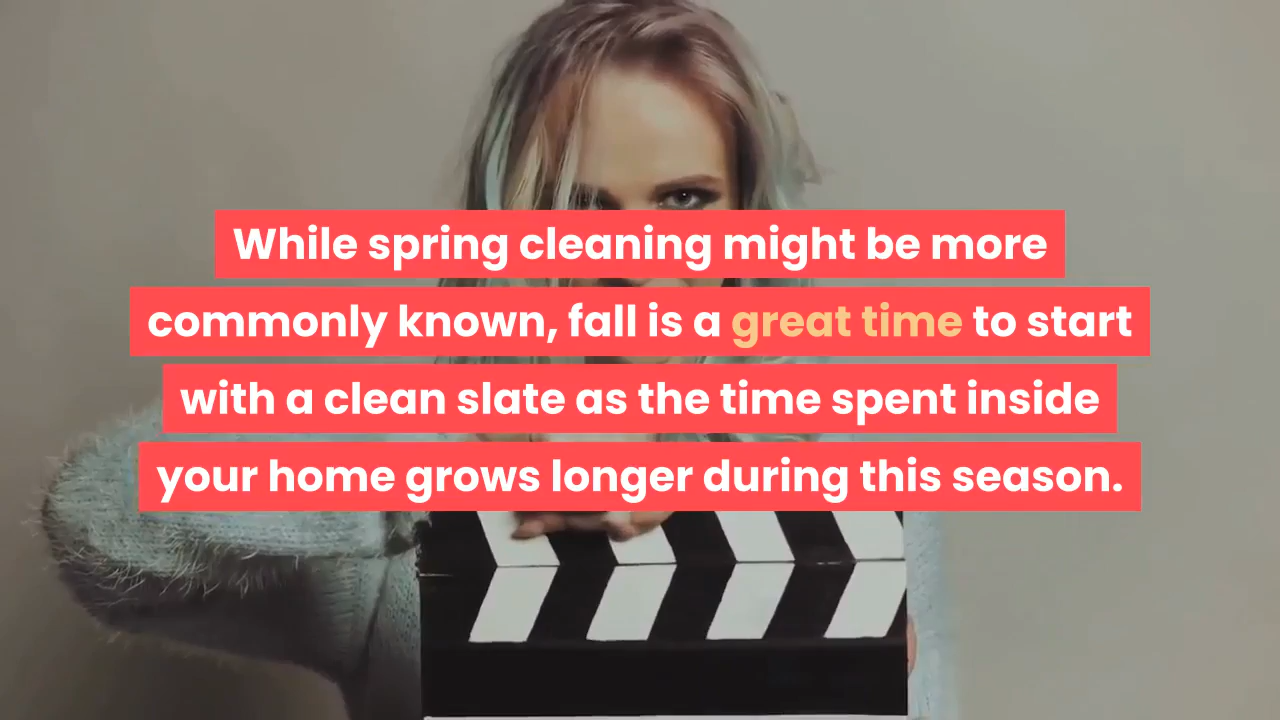 While spring cleaning might be more
commonly known, fall is a great time to start
with a clean slate as the time spent inside
your home grows longer during this season.